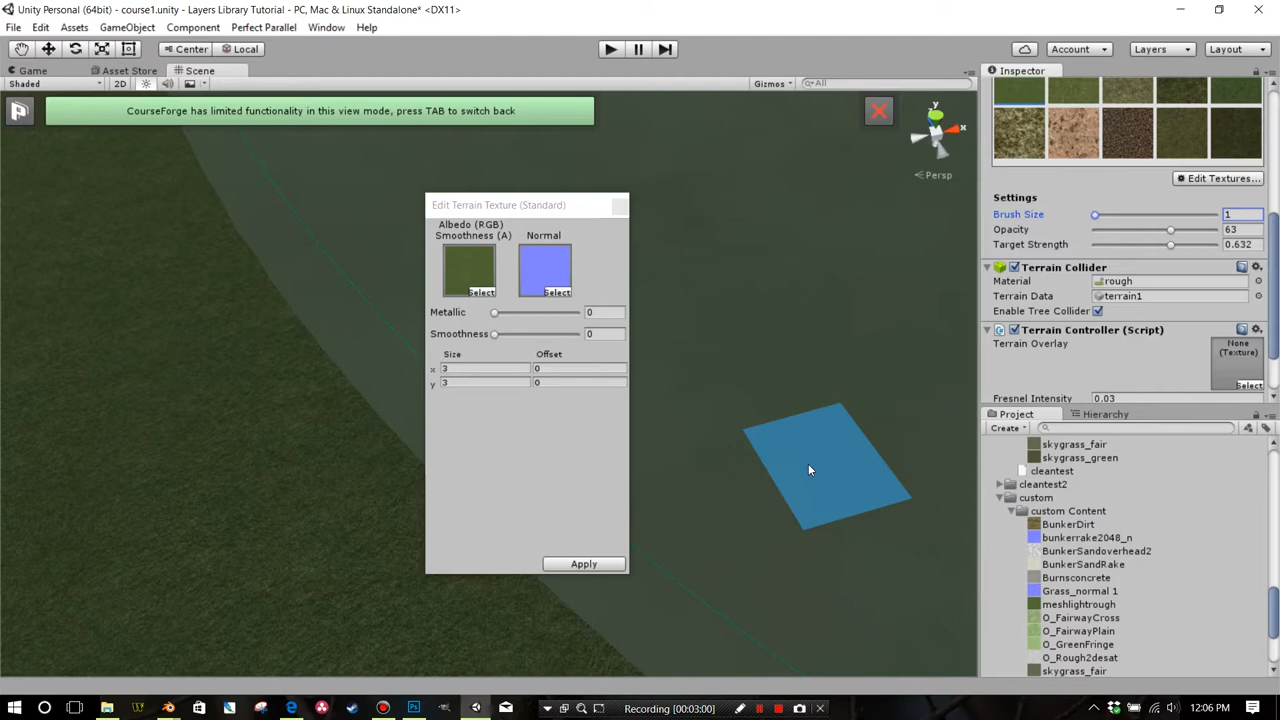 Unity Personal (64bit) - course1.unity - Layers Library Tutorial - PC, Mac & Linux Standalone* <DX11>
File Edit Assets GameObject Component Perfect Parallel Window Help
Center Local Account Layers Layout
Game Asset Store Scene
Shaded 2D Gizmos All
CourseForge has limited functionality in this view mode, press TAB to switch back
y
x
Persp
Edit Terrain Texture (Standard)
Albedo (RGB)
Smoothness (A) Normal
Select Select
Metallic 0
Smoothness 0
Size Offset
x 3 0
y 3 0
Apply
Inspector
Edit Textures...
Settings
Brush Size 1
Opacity 63
Target Strength 0.632
Terrain Collider
Material rough
Terrain Data terrain1
Enable Tree Collider
Terrain Controller (Script)
Terrain Overlay
None
(Texture)
Select
Fresnel Intensity 0.03
Project Hierarchy
Create
skygrass_fair
skygrass_green
cleantest
cleantest2
custom
custom Content
BunkerDirt
bunkerrake2048_n
BunkerSandoverhead2
BunkerSandRake
Burnsconcrete
Grass_normal 1
meshlightrough
O_FairwayCross
O_FairwayPlain
O_GreenFringe
O_Rough2desat
skygrass_fair
Recording [00:03:00]
12:06 PM